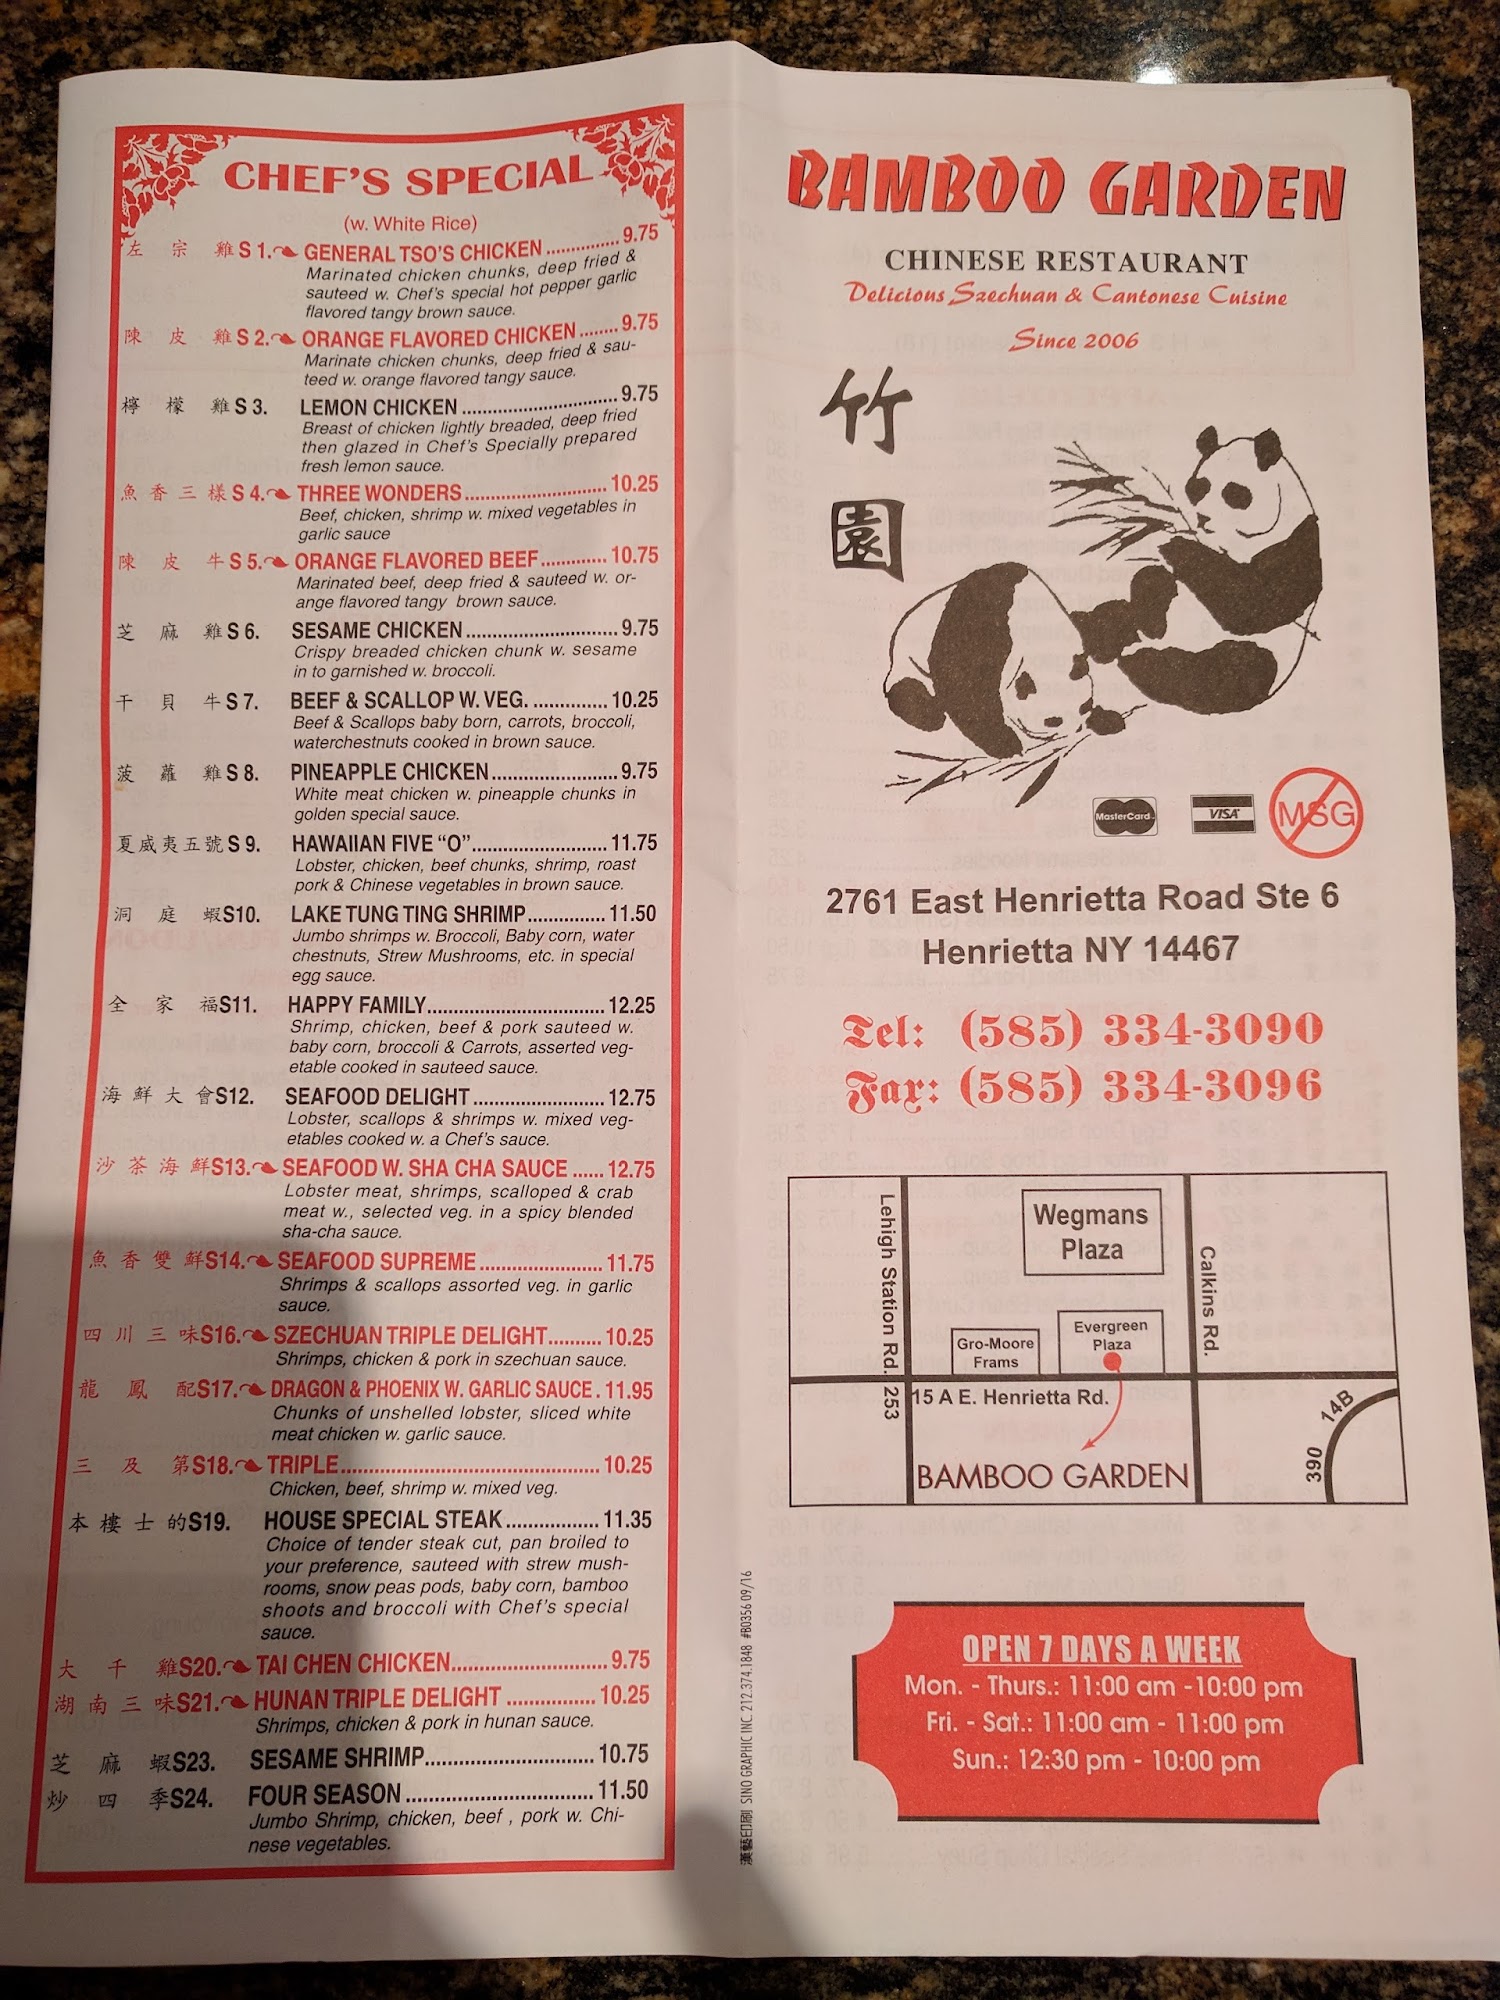 CHEF'S SPECIAL
(w. White Rice)
左宗雞 S 1. GENERAL TSO'S CHICKEN .............. 9.75
Marinated chicken chunks, deep fried &
sauteed w. Chef's special hot pepper garlic
flavored tangy brown sauce.
陳皮雞 S 2. ORANGE FLAVORED CHICKEN ....... 9.75
Marinate chicken chunks, deep fried & sau-
teed w. orange flavored tangy sauce.
檸檬雞 S 3. LEMON CHICKEN ............................ 9.75
Breast of chicken lightly breaded, deep fried
then glazed in Chef's Specially prepared
fresh lemon sauce.
魚香三樣 S 4. THREE WONDERS .......................... 10.25
Beef, chicken, shrimp w. mixed vegetables in
garlic sauce
陳皮牛 S 5. ORANGE FLAVORED BEEF ............ 10.75
Marinated beef, deep fried & sauteed w. or-
ange flavored tangy brown sauce.
芝麻雞 S 6. SESAME CHICKEN ............................ 9.75
Crispy breaded chicken chunk w. sesame
in to garnished w. broccoli.
干貝牛 S 7. BEEF & SCALLOP W. VEG. .............. 10.25
Beef & Scallops baby born, carrots, broccoli,
waterchestnuts cooked in brown sauce.
菠蘿雞 S 8. PINEAPPLE CHICKEN ....................... 9.75
White meat chicken w. pineapple chunks in
golden special sauce.
夏威夷五號 S 9. HAWAIIAN FIVE "O" ......................... 11.75
Lobster, chicken, beef chunks, shrimp, roast
pork & Chinese vegetables in brown sauce.
洞庭蝦 S10. LAKE TUNG TING SHRIMP ............... 11.50
Jumbo shrimps w. Broccoli, Baby corn, water
chestnuts, Strew Mushrooms, etc. in special
egg sauce.
全家福 S11. HAPPY FAMILY ................................. 12.25
Shrimp, chicken, beef & pork sauteed w.
baby corn, broccoli & Carrots, asserted veg-
etable cooked in sauteed sauce.
海鮮大會 S12. SEAFOOD DELIGHT ......................... 12.75
Lobster, scallops & shrimps w. mixed veg-
etables cooked w. a Chef's sauce.
沙茶海鮮 S13. SEAFOOD W. SHA CHA SAUCE ...... 12.75
Lobster meat, shrimps, scalloped & crab
meat w., selected veg. in a spicy blended
sha-cha sauce.
魚香雙鮮 S14. SEAFOOD SUPREME ....................... 11.75
Shrimps & scallops assorted veg. in garlic
sauce.
四川三味 S16. SZECHUAN TRIPLE DELIGHT .......... 10.25
Shrimps, chicken & pork in szechuan sauce.
龍鳳配 S17. DRAGON & PHOENIX W. GARLIC SAUCE . 11.95
Chunks of unshelled lobster, sliced white
meat chicken w. garlic sauce.
三及第 S18. TRIPLE ................................................ 10.25
Chicken, beef, shrimp w. mixed veg.
本樓士的 S19. HOUSE SPECIAL STEAK .................. 11.35
Choice of tender steak cut, pan broiled to
your preference, sauteed with strew mush-
rooms, snow peas pods, baby corn, bamboo
shoots and broccoli with Chef's special
sauce.
大千雞 S20. TAI CHEN CHICKEN ............................. 9.75
湖南三味 S21. HUNAN TRIPLE DELIGHT ................. 10.25
Shrimps, chicken & pork in hunan sauce.
芝麻蝦 S23. SESAME SHRIMP ............................... 10.75
炒四季 S24. FOUR SEASON .................................. 11.50
Jumbo Shrimp, chicken, beef , pork w. Chi-
nese vegetables.
BAMBOO GARDEN
CHINESE RESTAURANT
Delicious Szechuan & Cantonese Cuisine
Since 2006
竹
園
MasterCard
VISA
MSG
2761 East Henrietta Road Ste 6
Henrietta NY 14467
Tel: (585) 334-3090
Fax: (585) 334-3096
Lehigh Station Rd. 253
Wegmans
Plaza
Calkins Rd.
Gro-Moore
Frams
Evergreen
Plaza
15 A E. Henrietta Rd.
BAMBOO GARDEN
390
14B
漢藝印刷 SINO GRAPHIC INC. 212.374.1848 #B0356 09/16
OPEN 7 DAYS A WEEK
Mon. - Thurs.: 11:00 am -10:00 pm
Fri. - Sat.: 11:00 am - 11:00 pm
Sun.: 12:30 pm - 10:00 pm